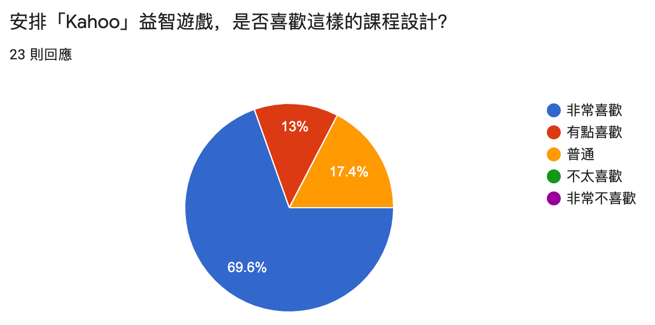 安排「Kahoo」益智遊戲，是否喜歡這樣的課程設計?
23 則回應
非常喜歡
有點喜歡
普通
不太喜歡
非常不喜歡
13%
17.4%
69.6%